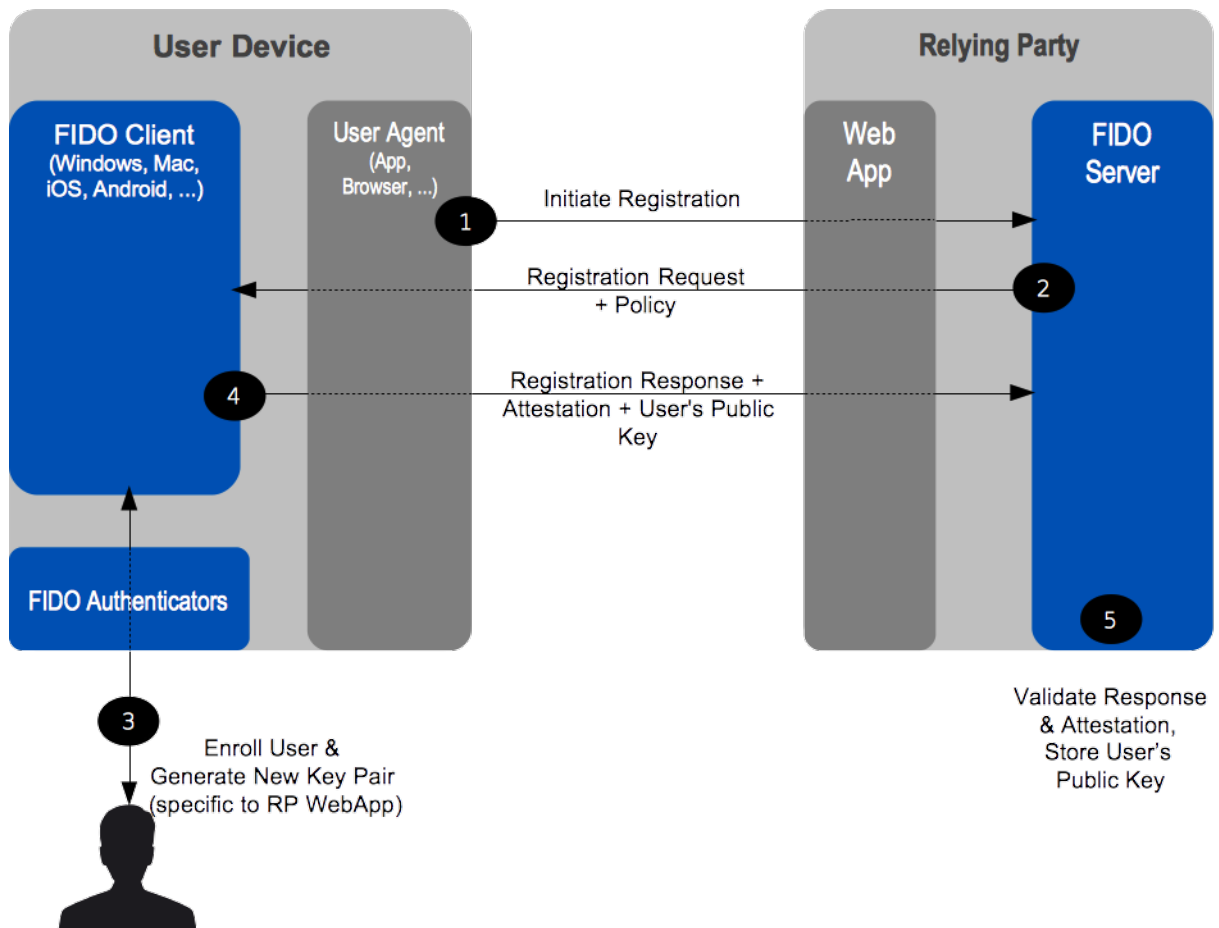 User Device
Relying Party
FIDO Client
(Windows, Mac,
iOS, Android, ...)
User Agent
(App,
Browser, ...)
Web
App
FIDO
Server
1
Initiate Registration
Registration Request
+ Policy
2
4
Registration Response +
Attestation + User's Public
Key
FIDO Authenticators
5
3
Enroll User &
Generate New Key Pair
(specific to RP WebApp)
Validate Response
& Attestation,
Store User’s
Public Key